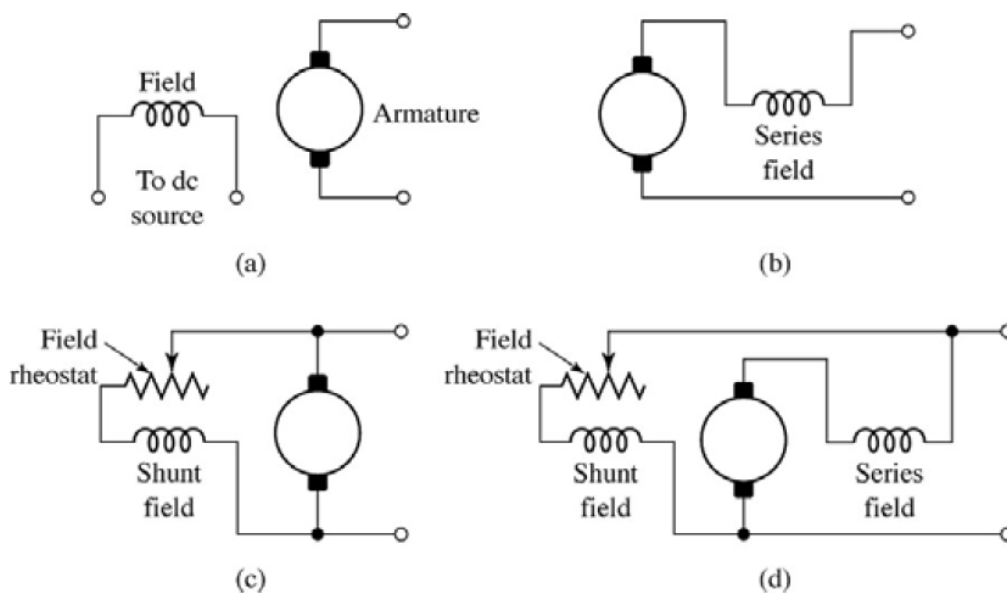 Field
Armature
To dc
source
(a)
Series
field
(b)
Field
rheostat
Shunt
field
(c)
Field
rheostat
Shunt
field
Series
field
(d)